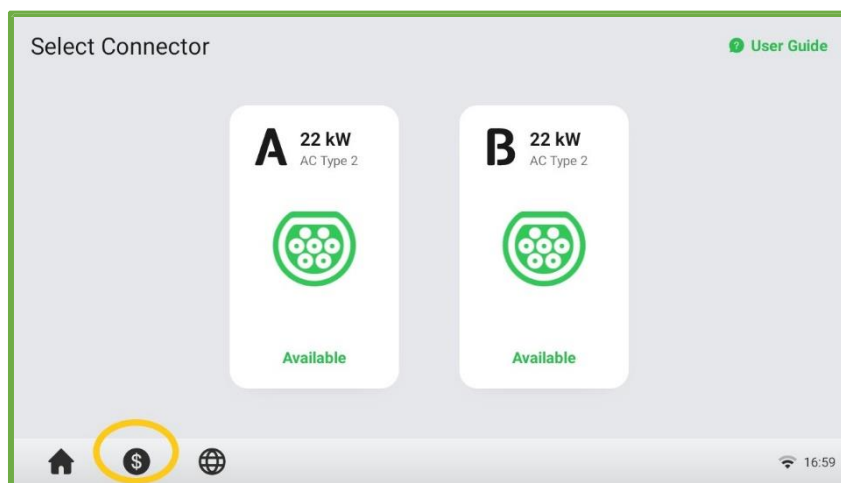 Select Connector
User Guide
A 22 kW
AC Type 2
Available
B 22 kW
AC Type 2
Available
$
16:59